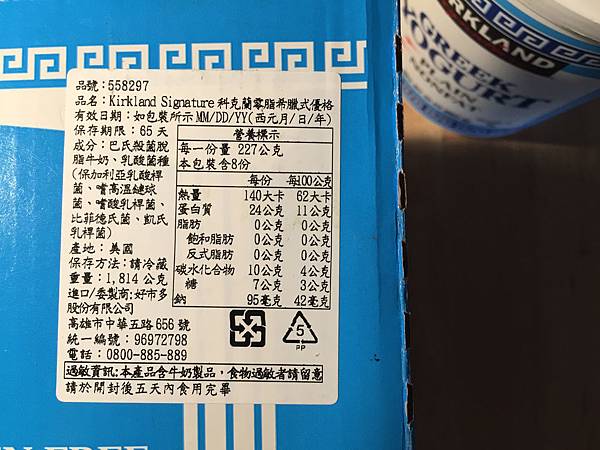 品號:558297
品名:Kirkland Signature 科克蘭零脂希臘式優格
有效日期:如包裝所示MM/DD/YY(西元月/日/年)
保存期限:65天
成分:巴氏殺菌脫
脂牛奶、乳酸菌種
(保加利亞乳酸桿
菌、嗜高溫鏈球
菌、嗜酸乳桿菌、
比菲德氏菌、凱氏
乳桿菌)
產地:美國
保存方法:請冷藏
重量:1,814公克
進口/委製商:好市多
股份有限公司
高雄市中華五路656號
統一編號:96972798
電話:0800-885-889
過敏資訊:本產品含牛奶製品,食物過敏者請留意
請於開封後五天內食用完畢
營養標示
每一份量 227公克
本包裝含8份
每份 每100公克
熱量 140大卡 62大卡
蛋白質 24公克 11公克
脂肪 0公克 0公克
飽和脂肪 0公克 0公克
反式脂肪 0公克 0公克
碳水化合物 10公克 4公克
糖 7公克 3公克
鈉 95毫克 42毫克
5
PP
KIRKLAND
GREEK
YOGURT
PLAIN